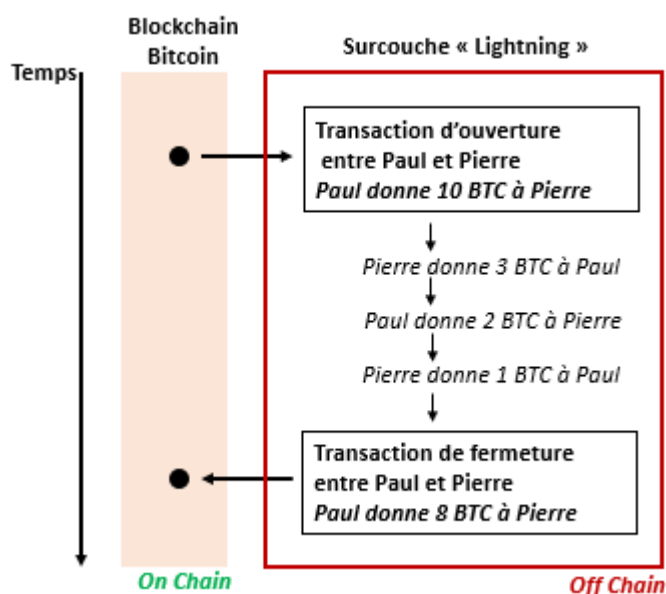 Blockchain
Bitcoin
Surcouche « Lightning »
Temps
Transaction d'ouverture
entre Paul et Pierre
Paul donne 10 BTC à Pierre
Pierre donne 3 BTC à Paul
Paul donne 2 BTC à Pierre
Pierre donne 1 BTC à Paul
Transaction de fermeture
entre Paul et Pierre
Paul donne 8 BTC à Pierre
On Chain
Off Chain